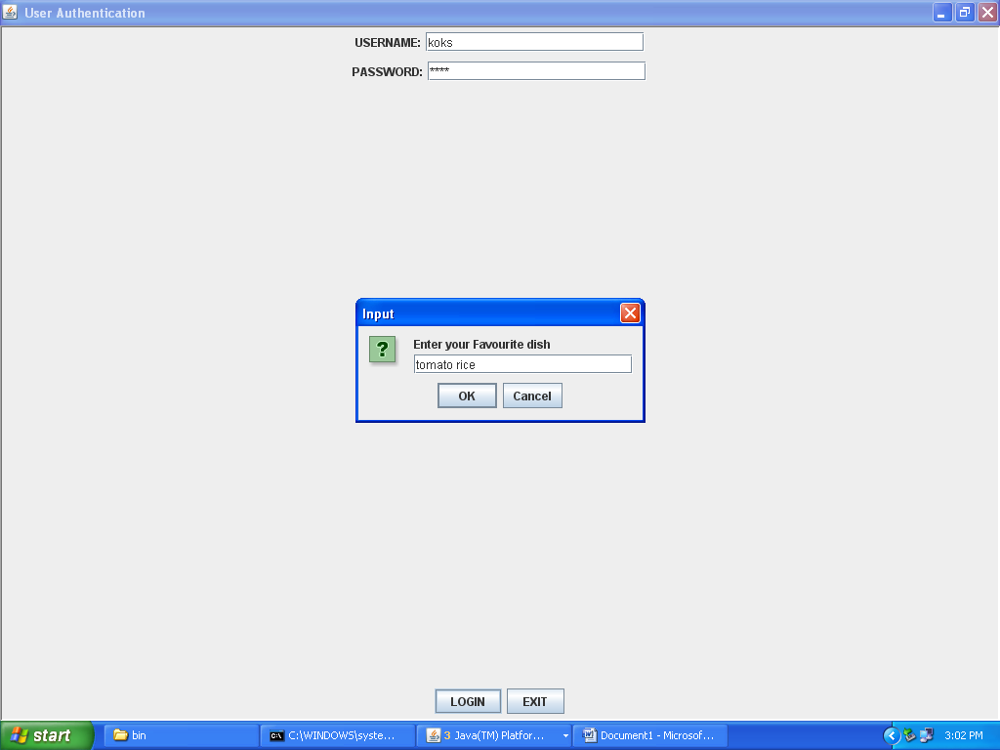 User Authentication
USERNAME: koks
PASSWORD: ****
Input
?
Enter your Favourite dish
tomato rice
OK Cancel
LOGIN EXIT
start bin C:\WINDOWS\syste... 3 Java(TM) Platfor... Document1 - Microsof... 3:02 PM